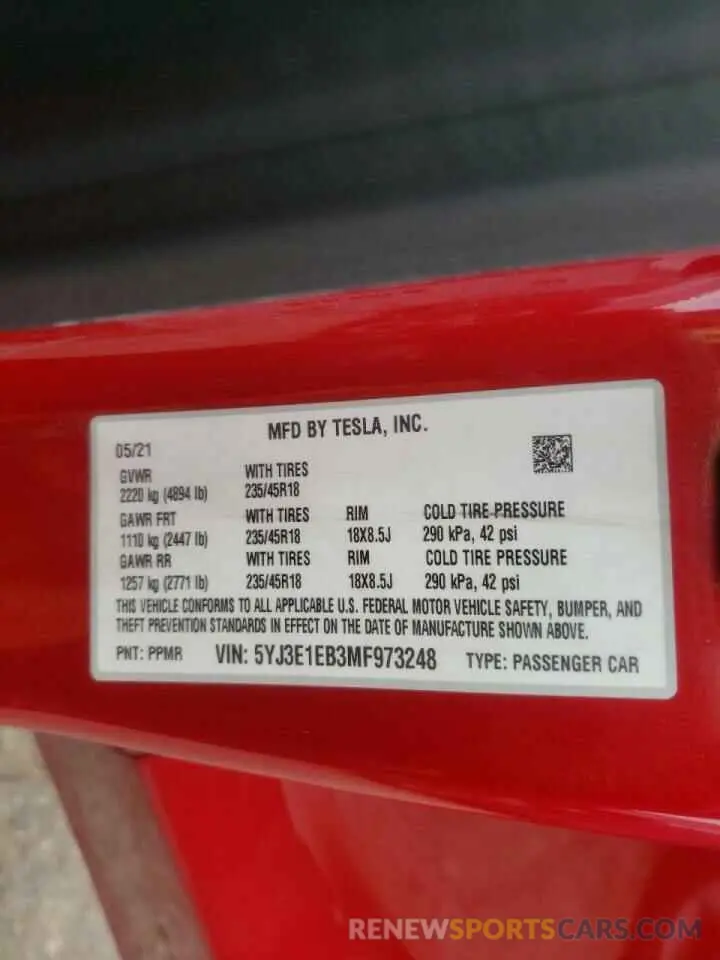 MFD BY TESLA, INC.
05/21
GVWR WITH TIRES
2220 kg (4894 lb) 235/45R18
GAWR FRT WITH TIRES RIM COLD TIRE PRESSURE
1110 kg (2447 lb) 235/45R18 18X8.5J 290 kPa, 42 psi
GAWR RR WITH TIRES RIM COLD TIRE PRESSURE
1257 kg (2771 lb) 235/45R18 18X8.5J 290 kPa, 42 psi
THIS VEHICLE CONFORMS TO ALL APPLICABLE U.S. FEDERAL MOTOR VEHICLE SAFETY, BUMPER, AND
THEFT PREVENTION STANDARDS IN EFFECT ON THE DATE OF MANUFACTURE SHOWN ABOVE.
PNT: PPMR VIN: 5YJ3E1EB3MF973248 TYPE: PASSENGER CAR
RENEWSPORTSCARS.COM